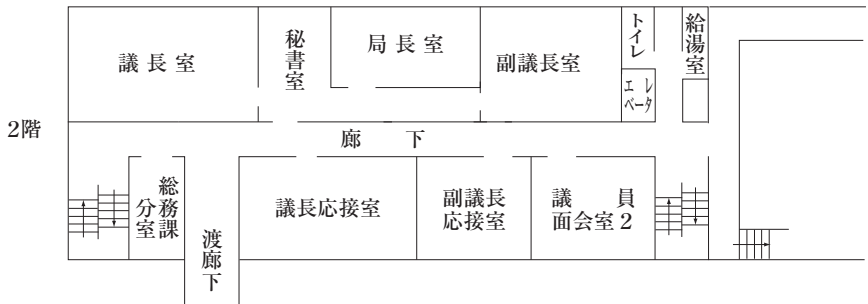 議長室
秘書室
局長室
副議長室
トイレ
エレベータ
給湯室
2階
廊下
総務課分室
渡廊下
議長応接室
副議長
応接室
議員
面会室2